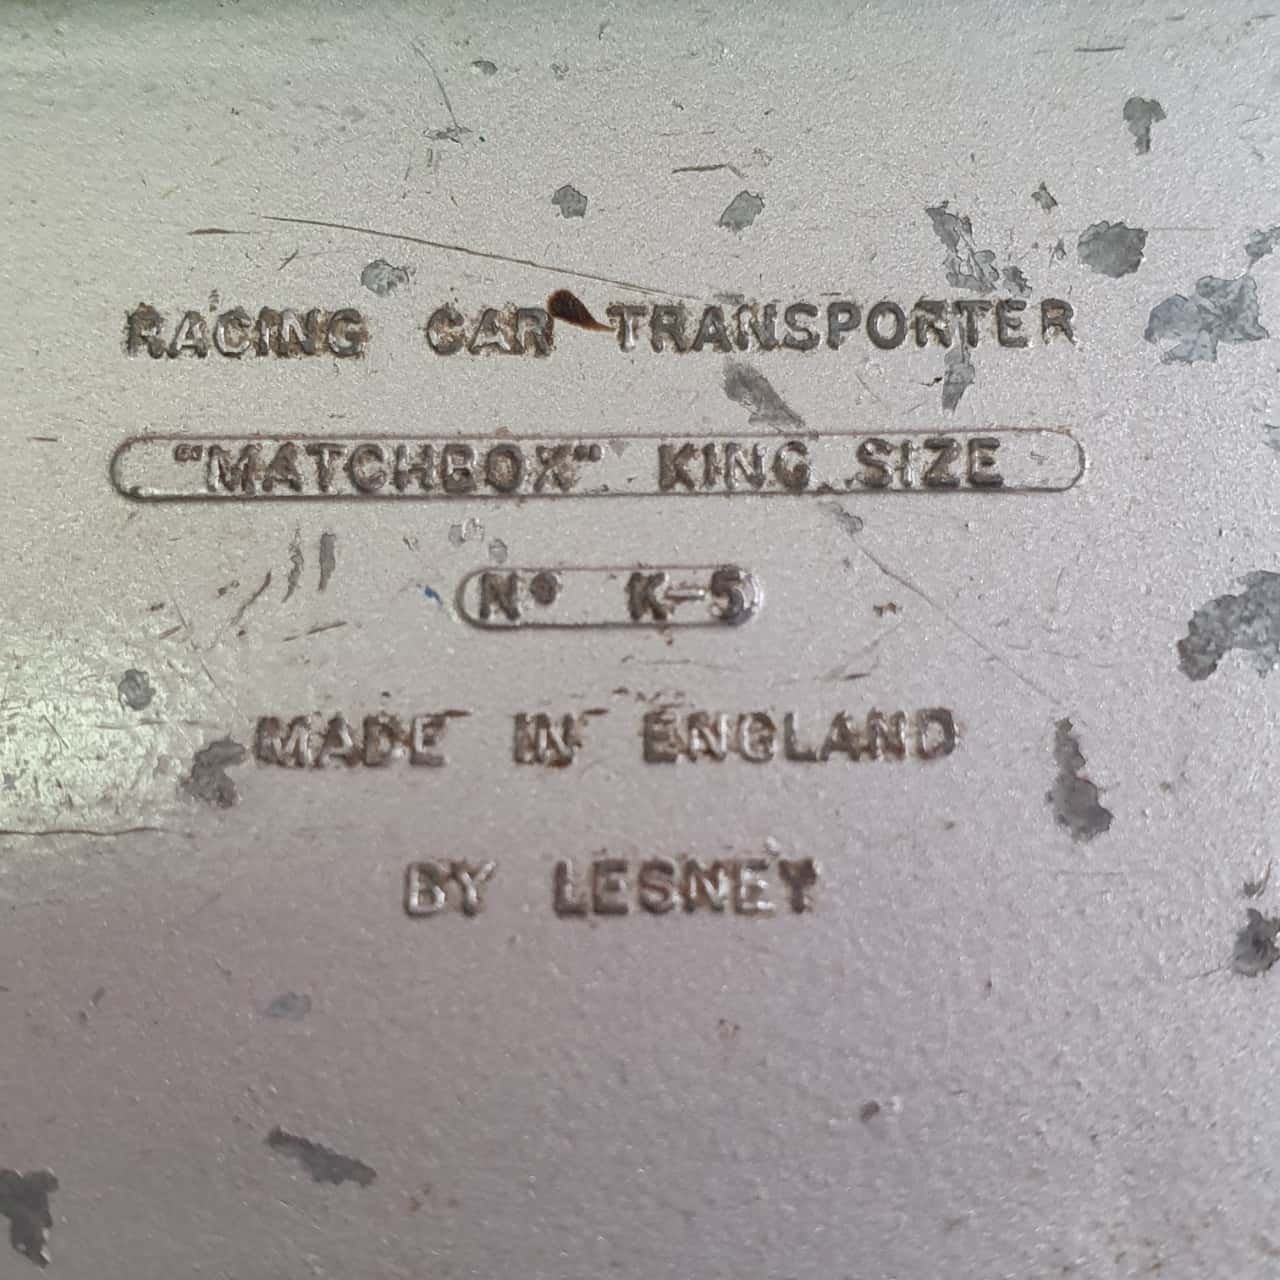 RACING CAR TRANSPORTER
"MATCHBOX" KING SIZE
Nº K-5
MADE IN ENGLAND
BY LESNEY